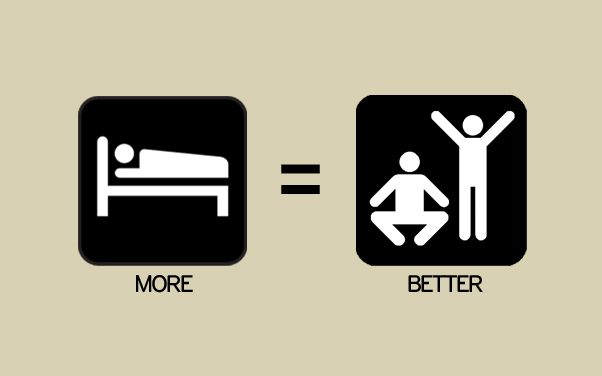 =
MORE
BETTER